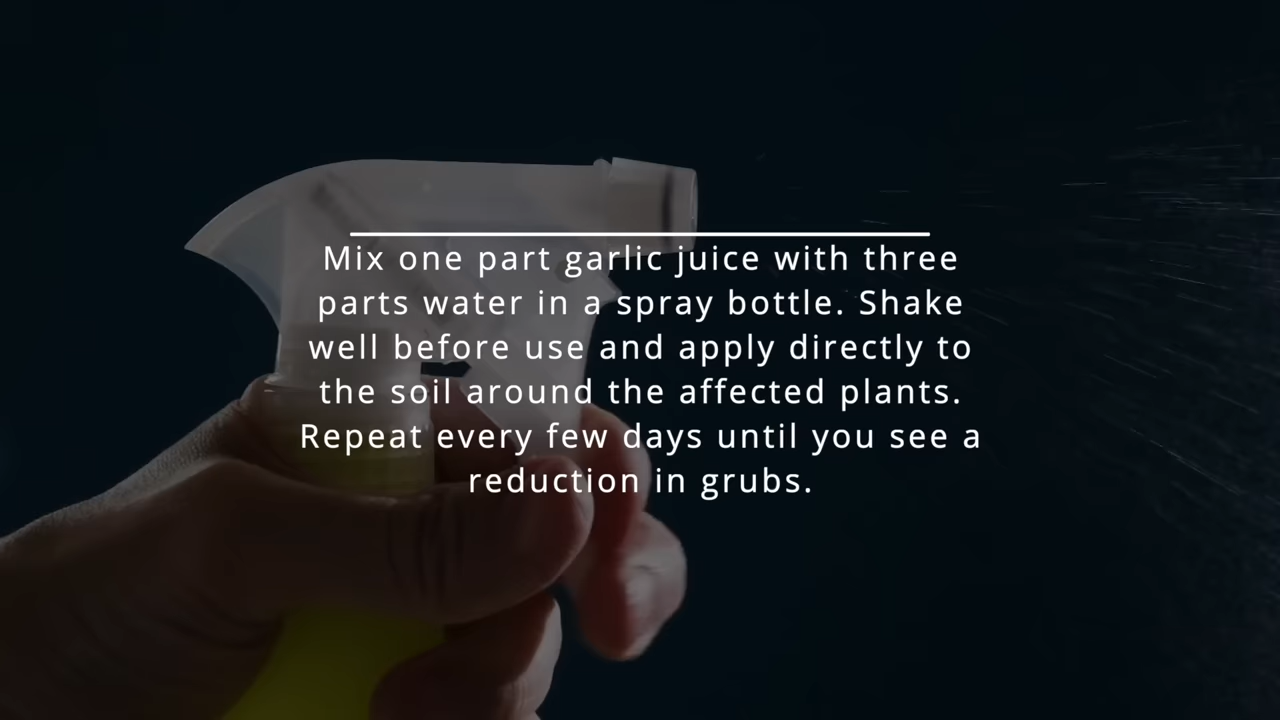 Mix one part garlic juice with three
parts water in a spray bottle. Shake
well before use and apply directly to
the soil around the affected plants.
Repeat every few days until you see a
reduction in grubs.